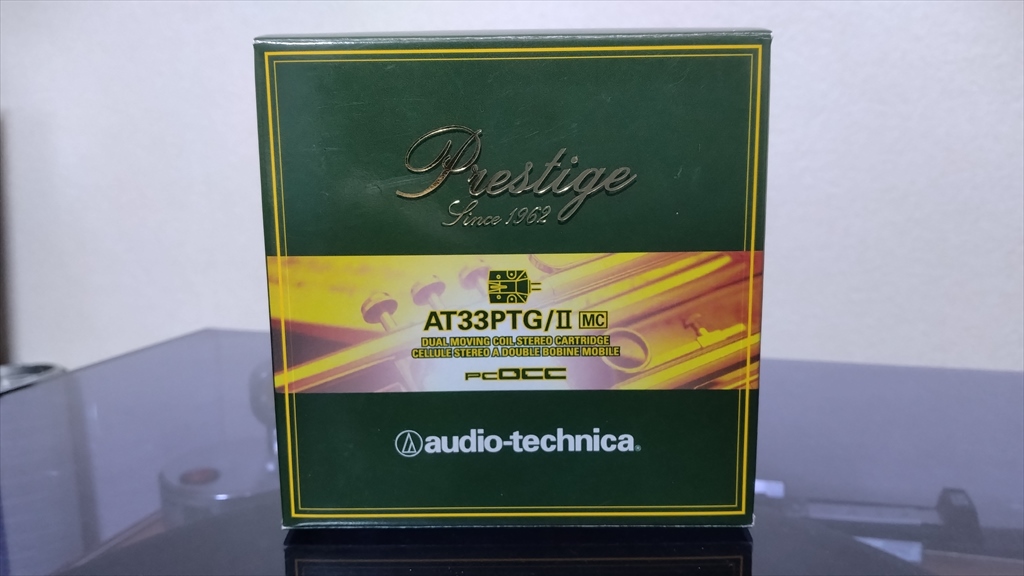 Prestige
Since 1962
AT33PTG/II MC
DUAL MOVING COIL STEREO CARTRIDGE
CELLULE STEREO A DOUBLE BOBINE MOBILE
PCOCC
audio-technica®